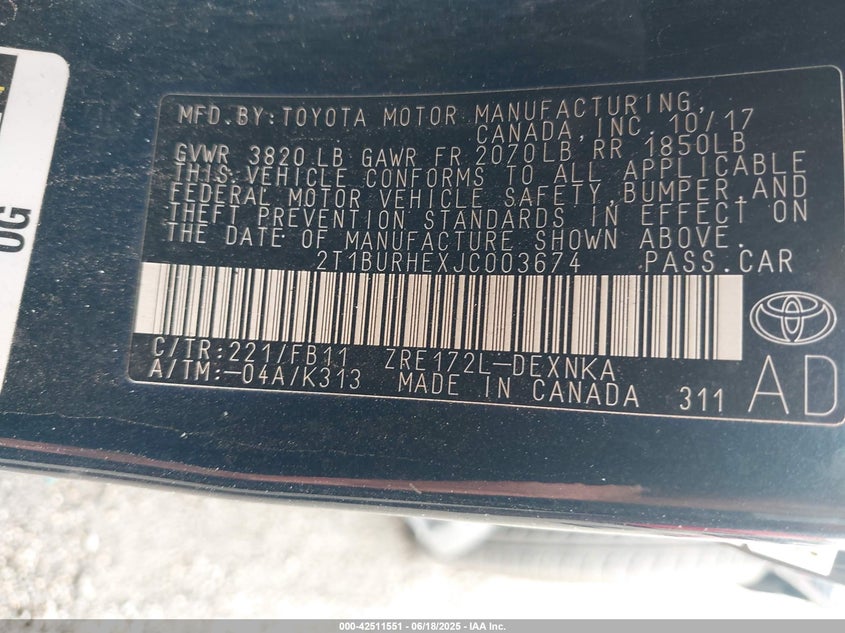 MFD.BY:TOYOTA MOTOR MANUFACTURING,
CANADA,INC. 10/17
GVWR 3820 LB GAWR FR 2070LB RR 1850LB
THIS VEHICLE CONFORMS TO ALL APPLICABLE
FEDERAL MOTOR VEHICLE SAFETY,BUMPER,AND
THEFT PREVENTION STANDARDS IN EFFECT ON
THE DATE OF MANUFACTURE SHOWN ABOVE.
2T1BURHEXJC003674 PASS.CAR
C/TR:221/FB11 ZRE172L-DEXNKA
A/TM:-04A/K313 MADE IN CANADA 311
AD
OG
000-42511551 - 06/18/2025 - IAA Inc.